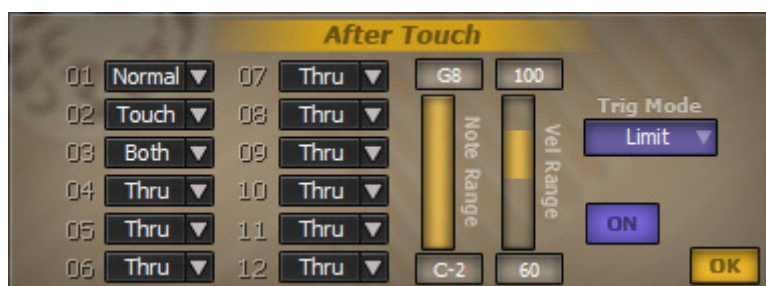 After Touch
01 Normal 07 Thru G8 100
02 Touch 08 Thru Trig Mode
03 Both 09 Thru Note Range Vel Range Limit
04 Thru 10 Thru
05 Thru 11 Thru ON
06 Thru 12 Thru C-2 60 OK